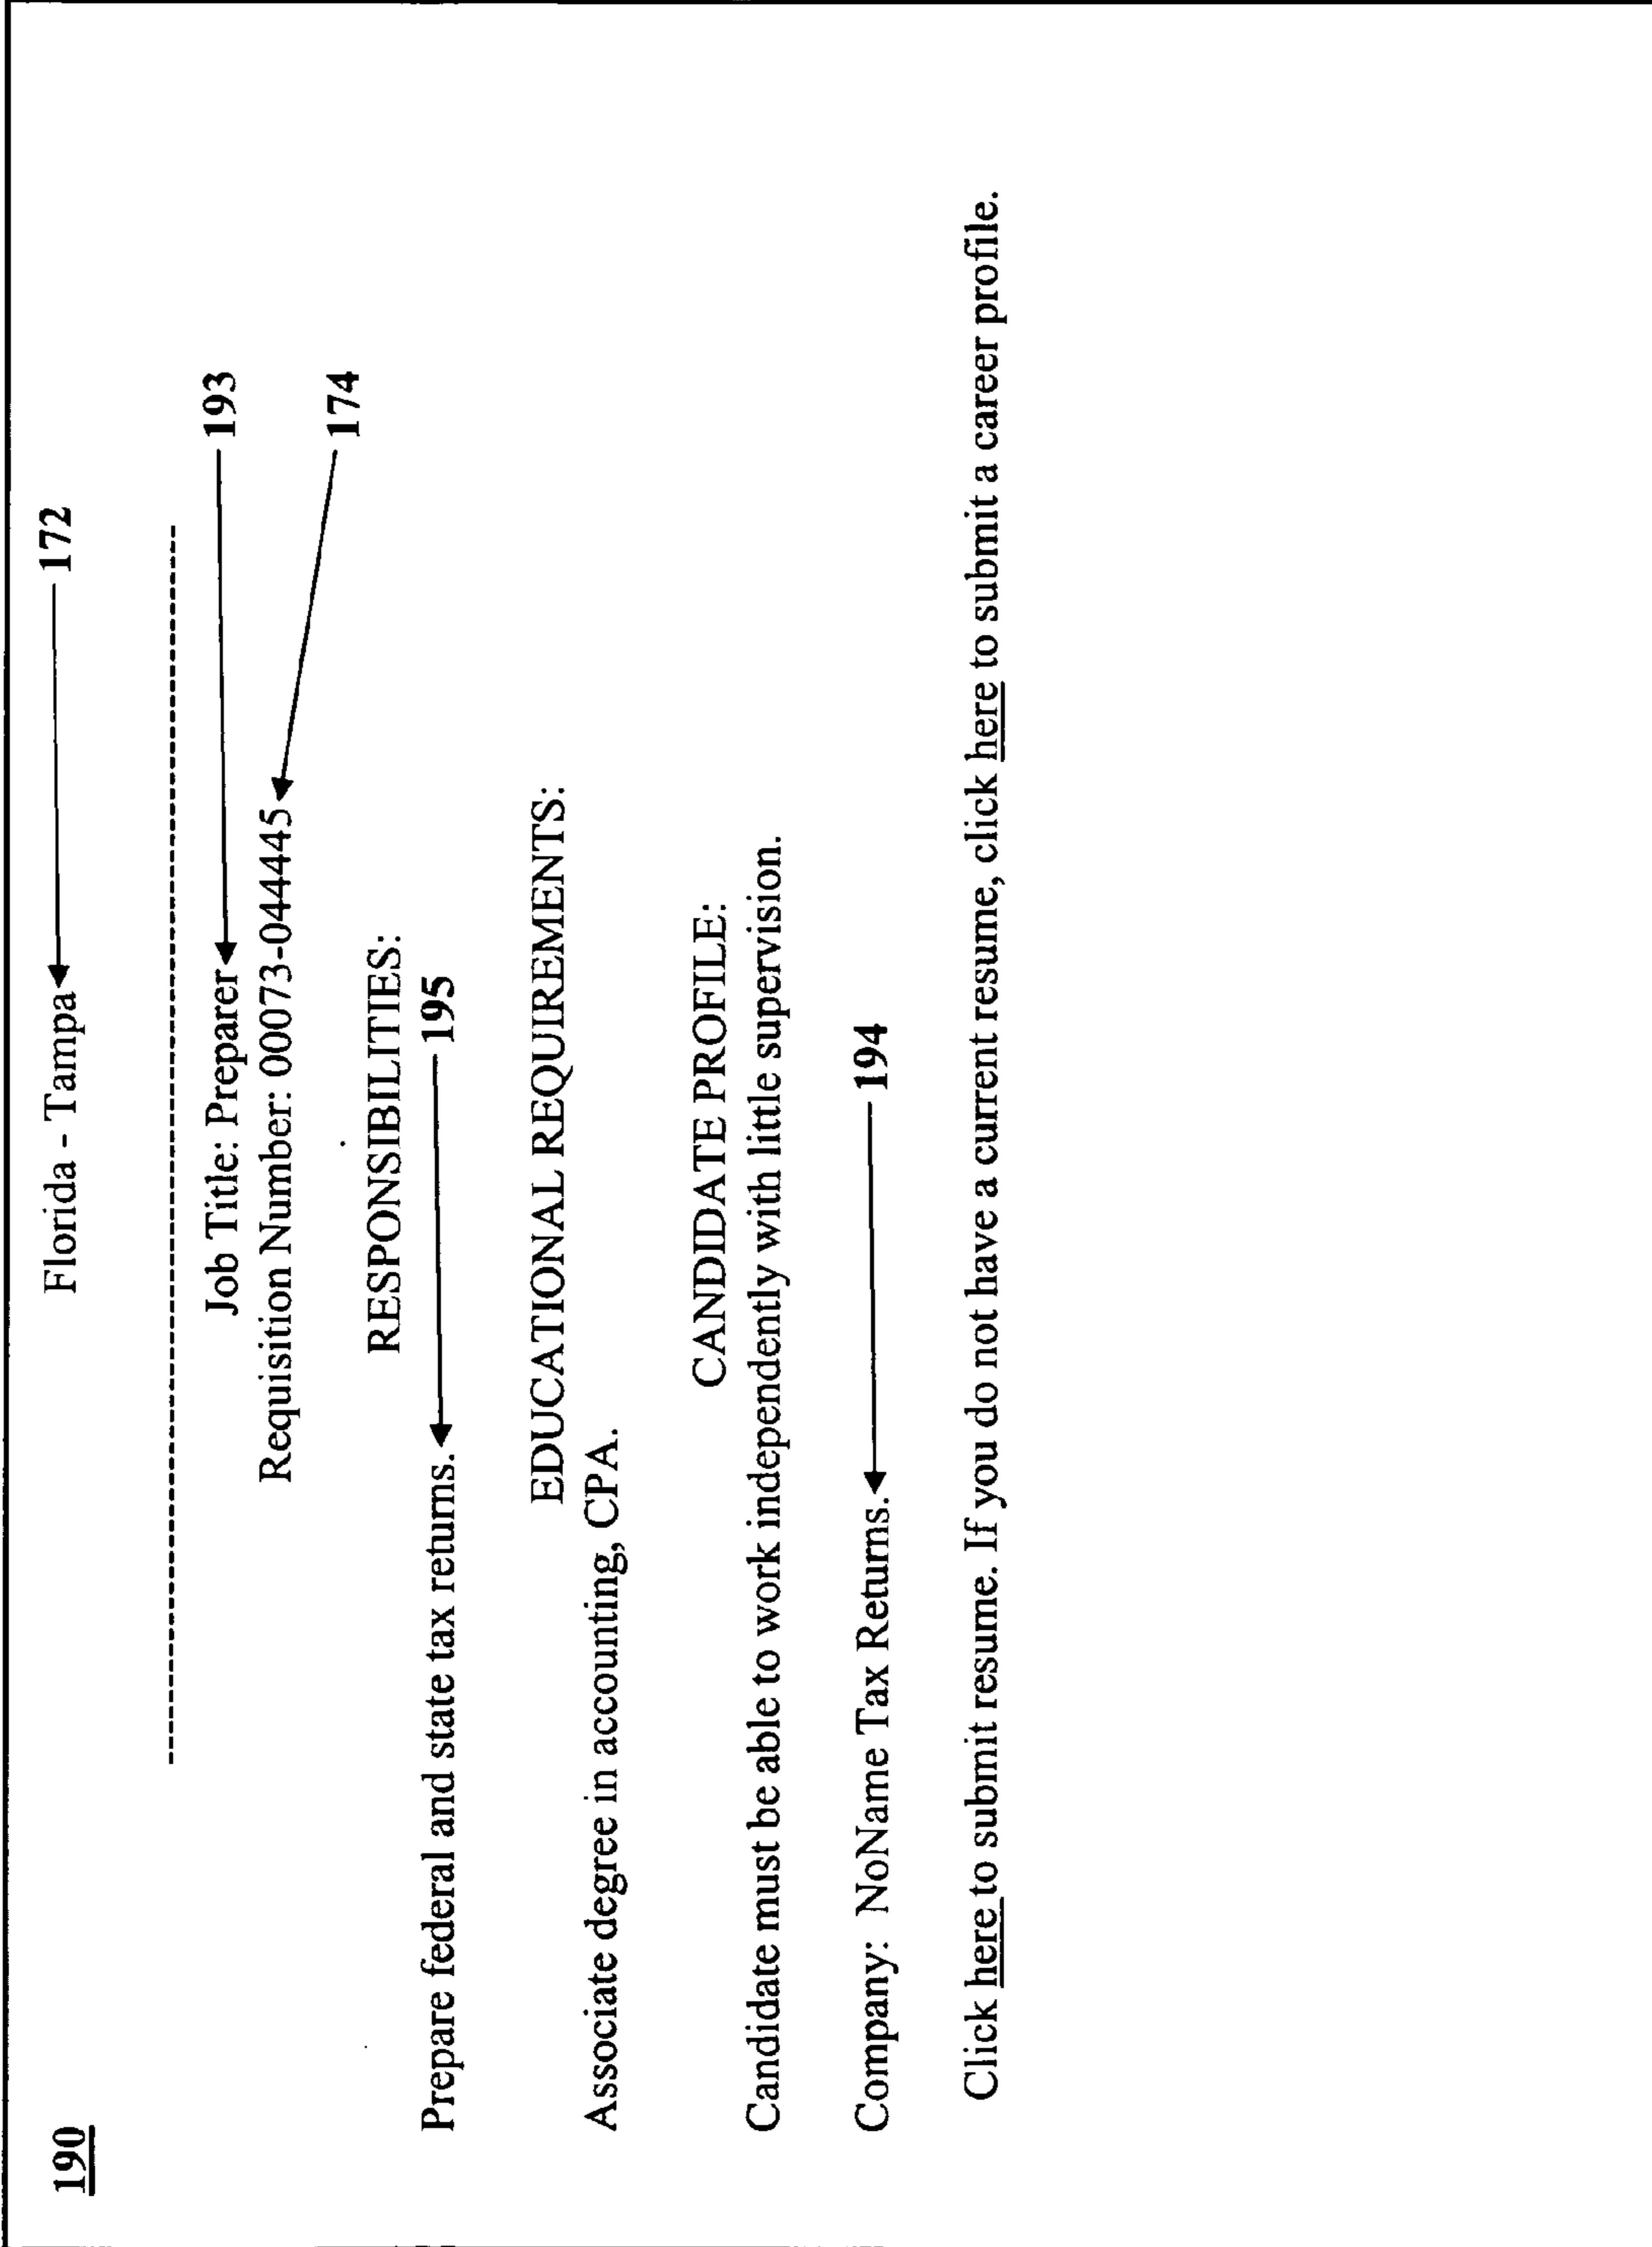 190
Florida - Tampa 172
Job Title: Preparer 193
Requisition Number: 00073-044445 174
RESPONSIBILITIES:
Prepare federal and state tax returns. 195
EDUCATIONAL REQUIREMENTS:
Associate degree in accounting, CPA.
CANDIDATE PROFILE:
Candidate must be able to work independently with little supervision.
Company: NoName Tax Returns. 194
Click here to submit resume. If you do not have a current resume, click here to submit a career profile.